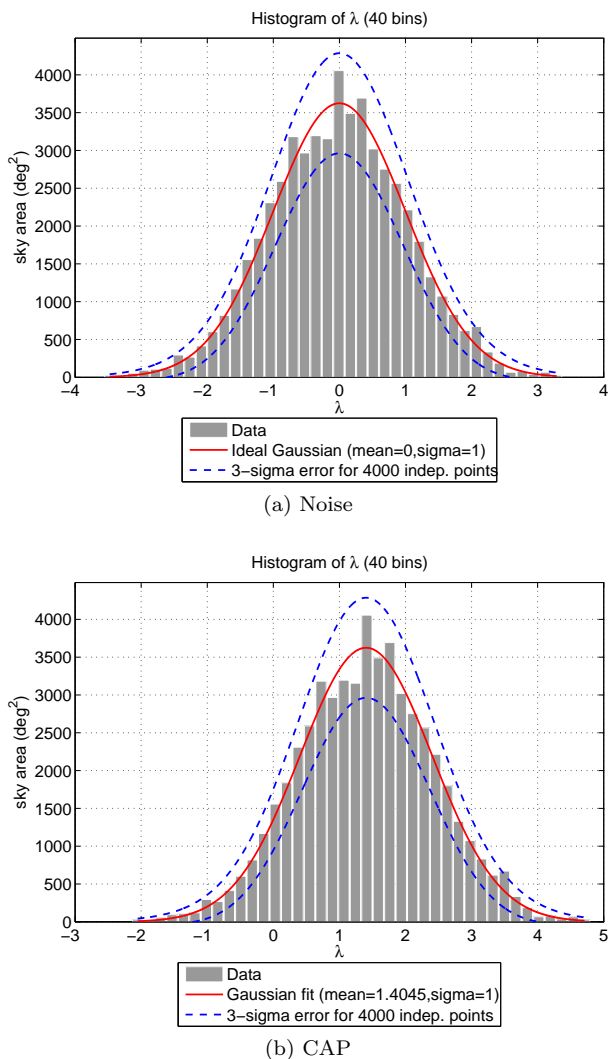 Histogram of λ (40 bins)
4000
3500
3000
2500
2000
1500
1000
500
0
sky area (deg²)
−4 −3 −2 −1 0 1 2 3 4
λ
Data
Ideal Gaussian (mean=0,sigma=1)
3−sigma error for 4000 indep. points
(a) Noise
Histogram of λ (40 bins)
4000
3500
3000
2500
2000
1500
1000
500
0
sky area (deg²)
−3 −2 −1 0 1 2 3 4 5
λ
Data
Gaussian fit (mean=1.4045,sigma=1)
3−sigma error for 4000 indep. points
(b) CAP